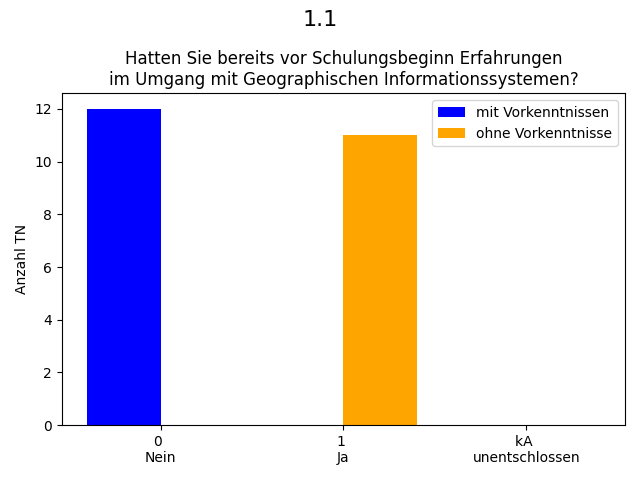 1.1
Hatten Sie bereits vor Schulungsbeginn Erfahrungen
im Umgang mit Geographischen Informationssystemen?
mit Vorkenntnissen
ohne Vorkenntnisse
Anzahl TN
12
10
8
6
4
2
0
0 1 kA
Nein Ja unentschlossen